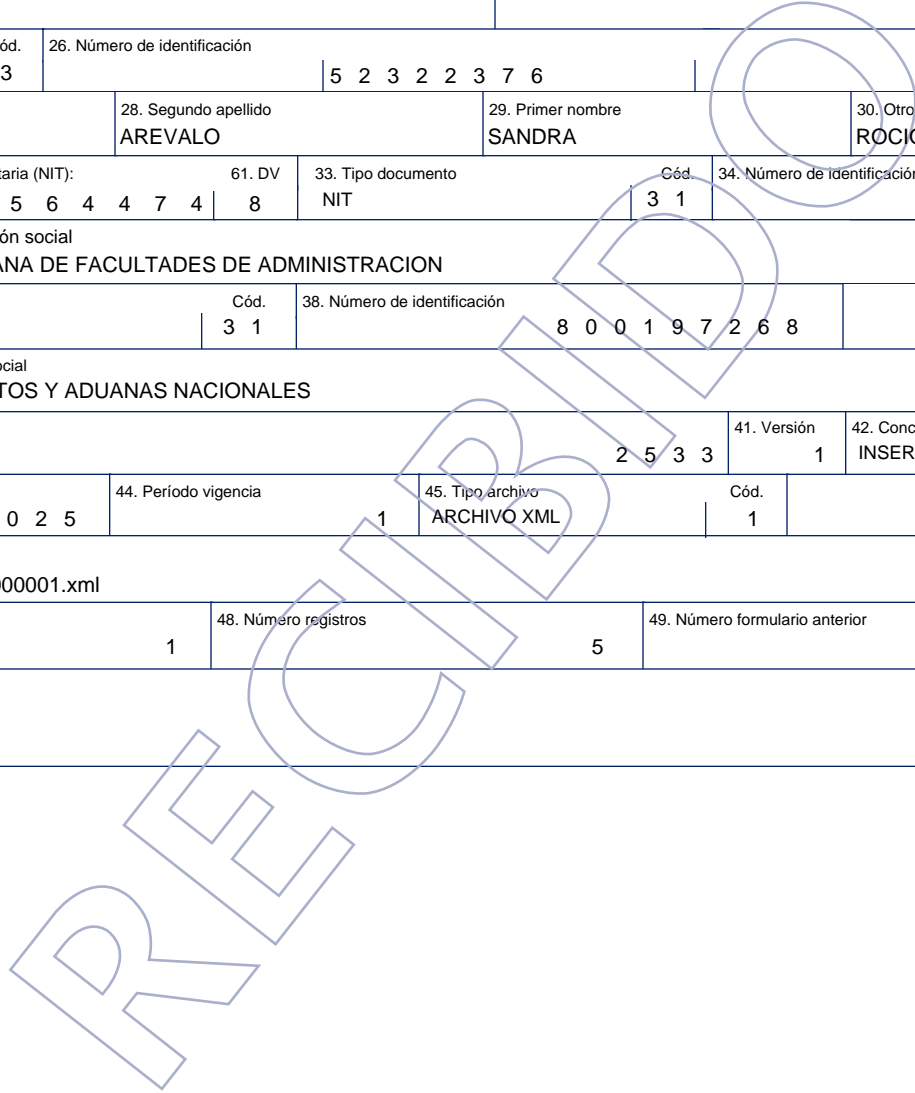 ód. 26. Número de identificación
3 5 2 3 2 2 3 7 6
28. Segundo apellido 29. Primer nombre 30. Otro
AREVALO SANDRA ROCIO
taria (NIT): 61. DV 33. Tipo documento Cód. 34. Número de identificación
5 6 4 4 7 4 8 NIT 3 1
ón social
ANA DE FACULTADES DE ADMINISTRACION
Cód. 38. Número de identificación
3 1 8 0 0 1 9 7 2 6 8
ocial
TOS Y ADUANAS NACIONALES
41. Versión 42. Conc
2 5 3 3 1 INSER
44. Período vigencia 45. Tipo archivo Cód.
0 2 5 1 ARCHIVO XML 1
000001.xml
48. Número registros 49. Número formulario anterior
1 5
RECIBIDO